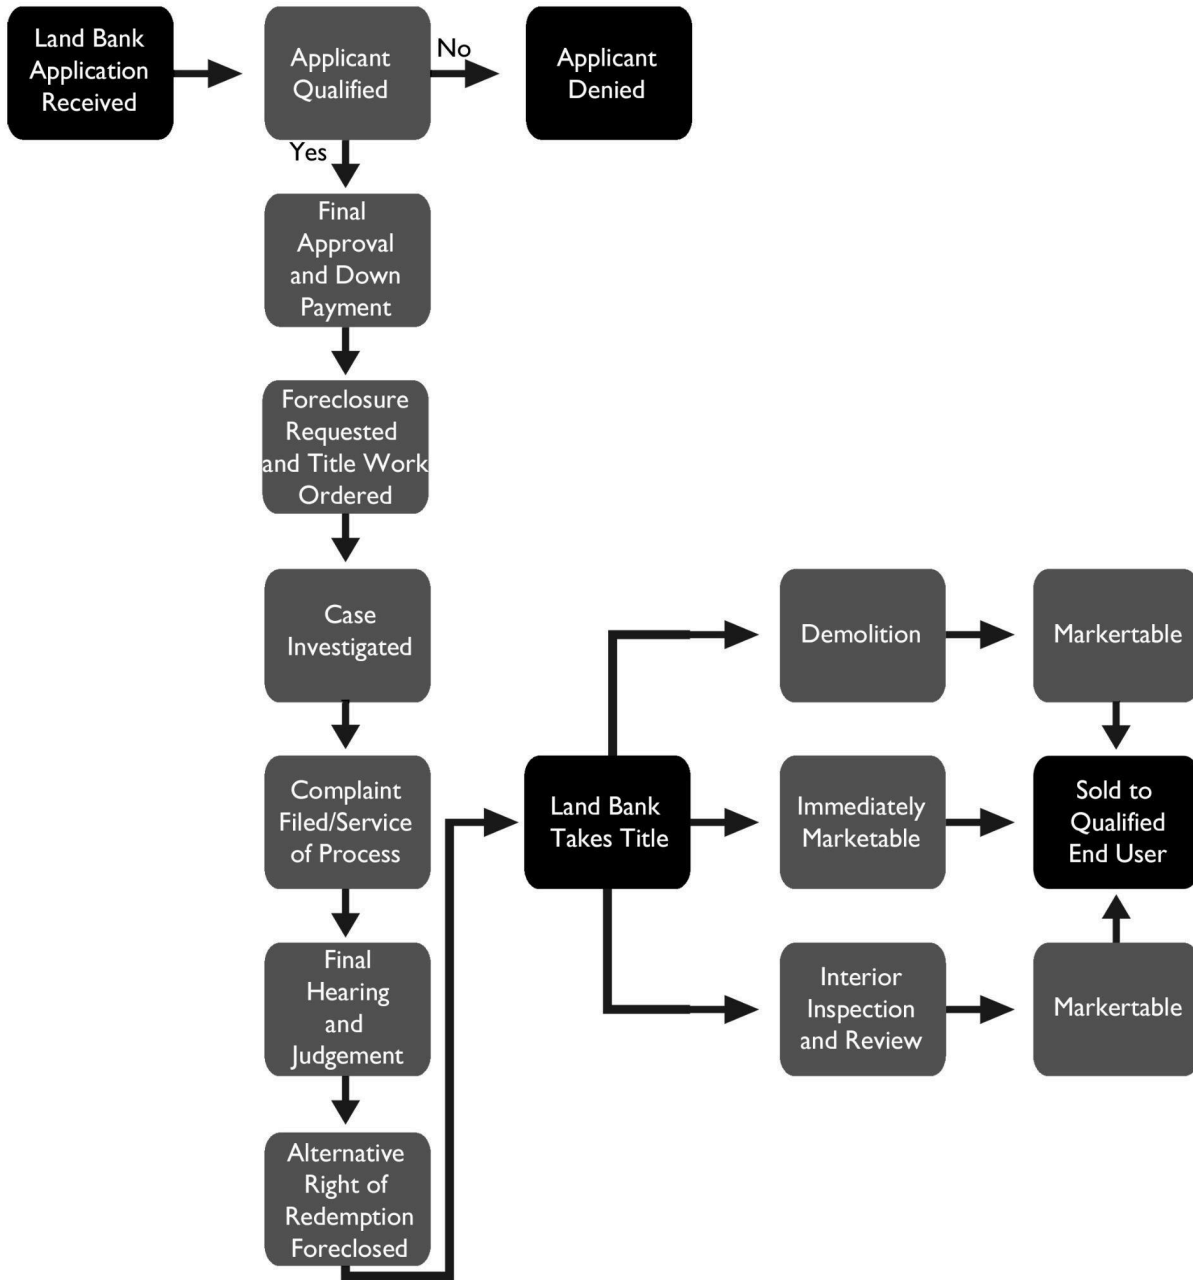 Land Bank
Application
Received
Applicant
Qualified
No
Applicant
Denied
Yes
Final
Approval
and Down
Payment
Foreclosure
Requested
and Title Work
Ordered
Case
Investigated
Complaint
Filed/Service
of Process
Final
Hearing
and
Judgement
Alternative
Right of
Redemption
Foreclosed
Land Bank
Takes Title
Demolition
Markertable
Immediately
Marketable
Sold to
Qualified
End User
Interior
Inspection
and Review
Markertable